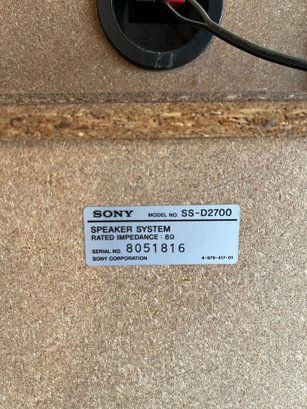 SONY MODEL NO. SS-D2700
SPEAKER SYSTEM
RATED IMPEDANCE : 8Ω
SERIAL NO. 8051816
SONY CORPORATION 4-979-417-01